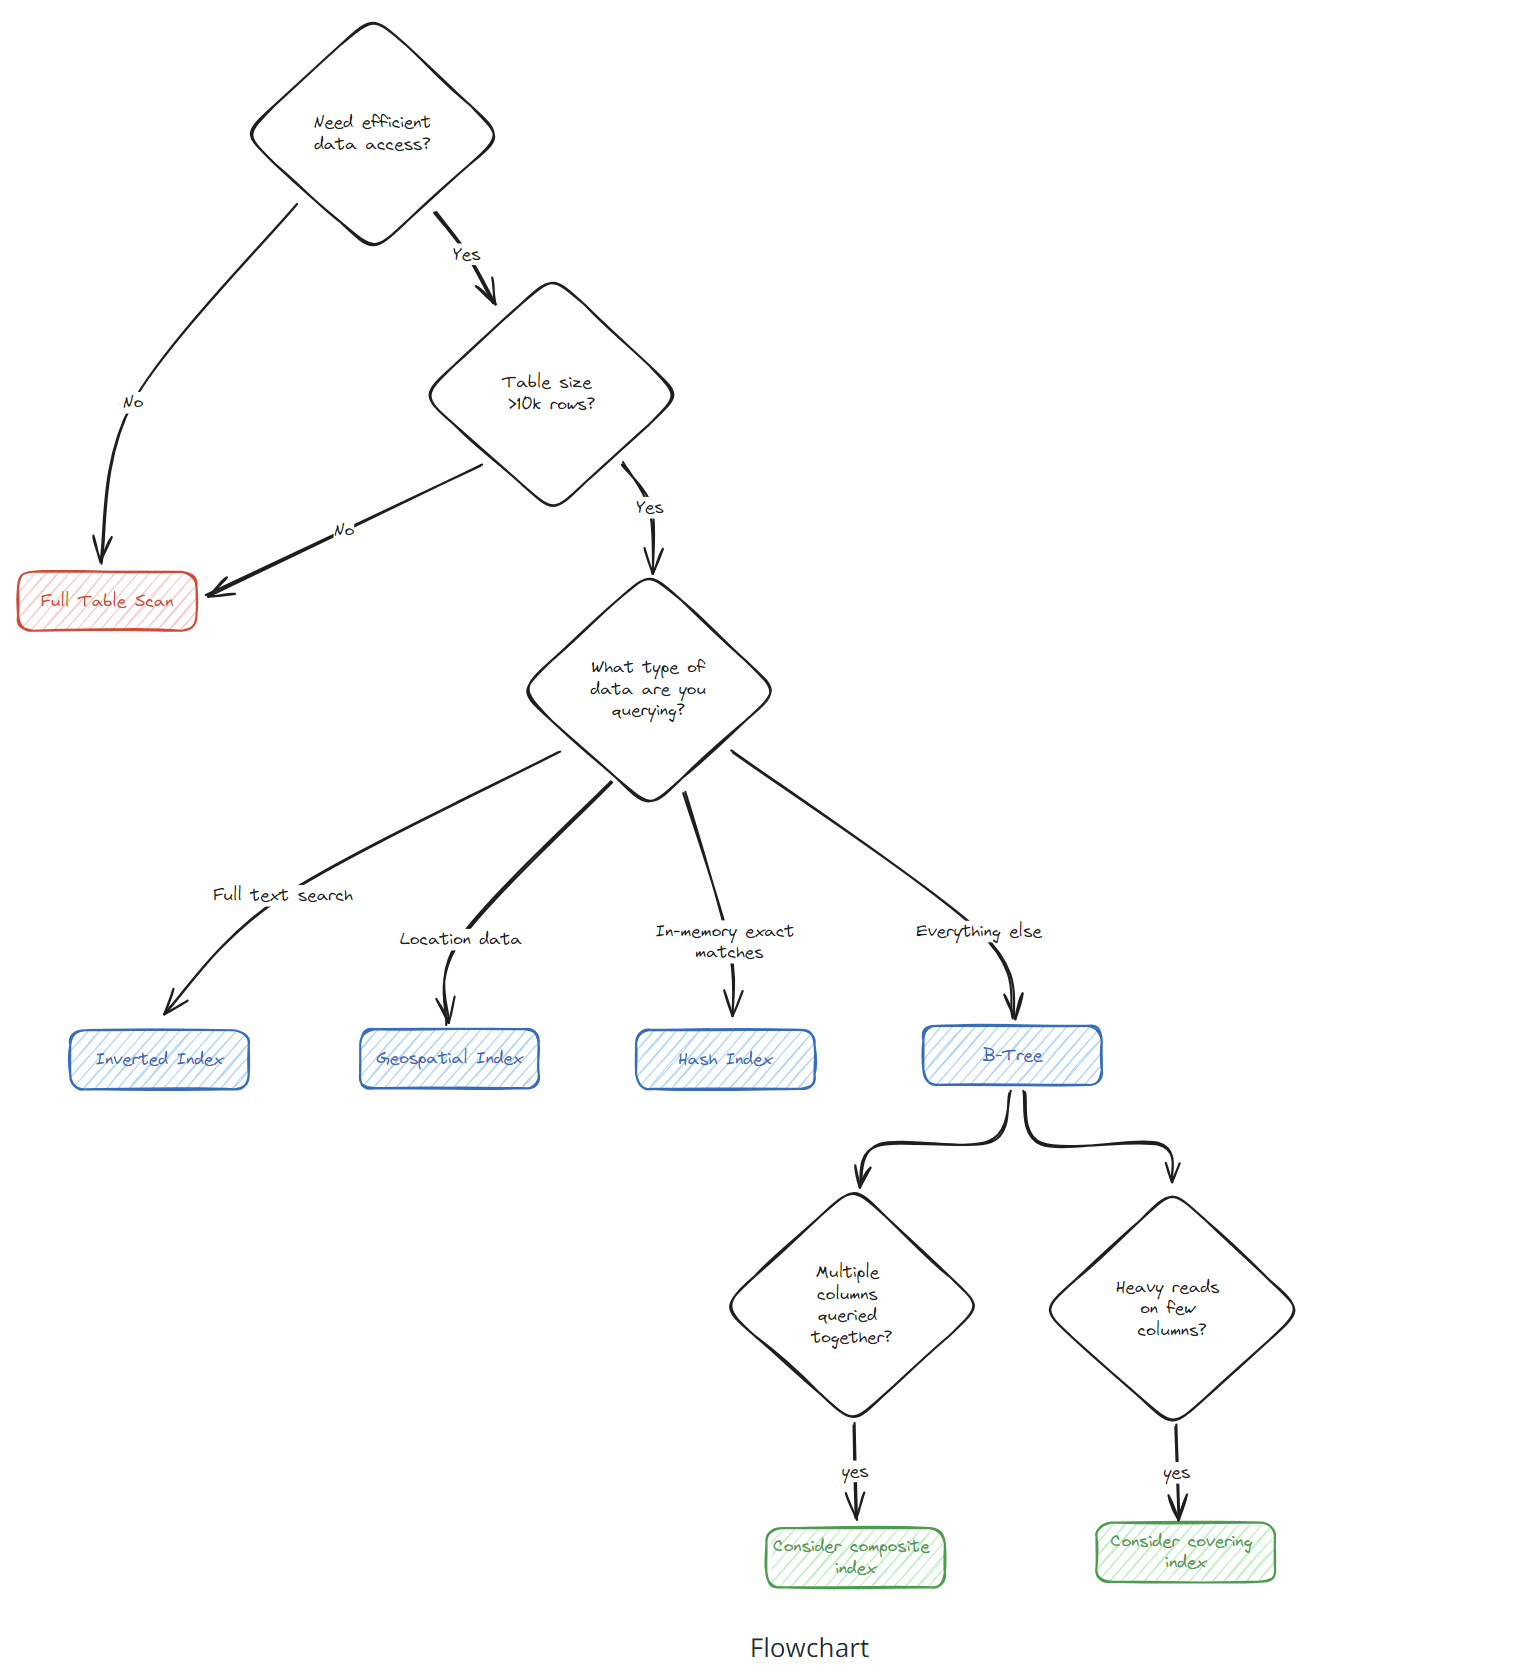 Need efficient
data access?
Yes
No
Table size
>10k rows?
Yes
No
Full Table Scan
What type of
data are you
querying?
Full text search
Location data
In-memory exact
matches
Everything else
Inverted Index
Geospatial Index
Hash Index
B-Tree
Multiple
columns
queried
together?
Heavy reads
on few
columns?
yes
yes
Consider composite
index
Consider covering
index
Flowchart